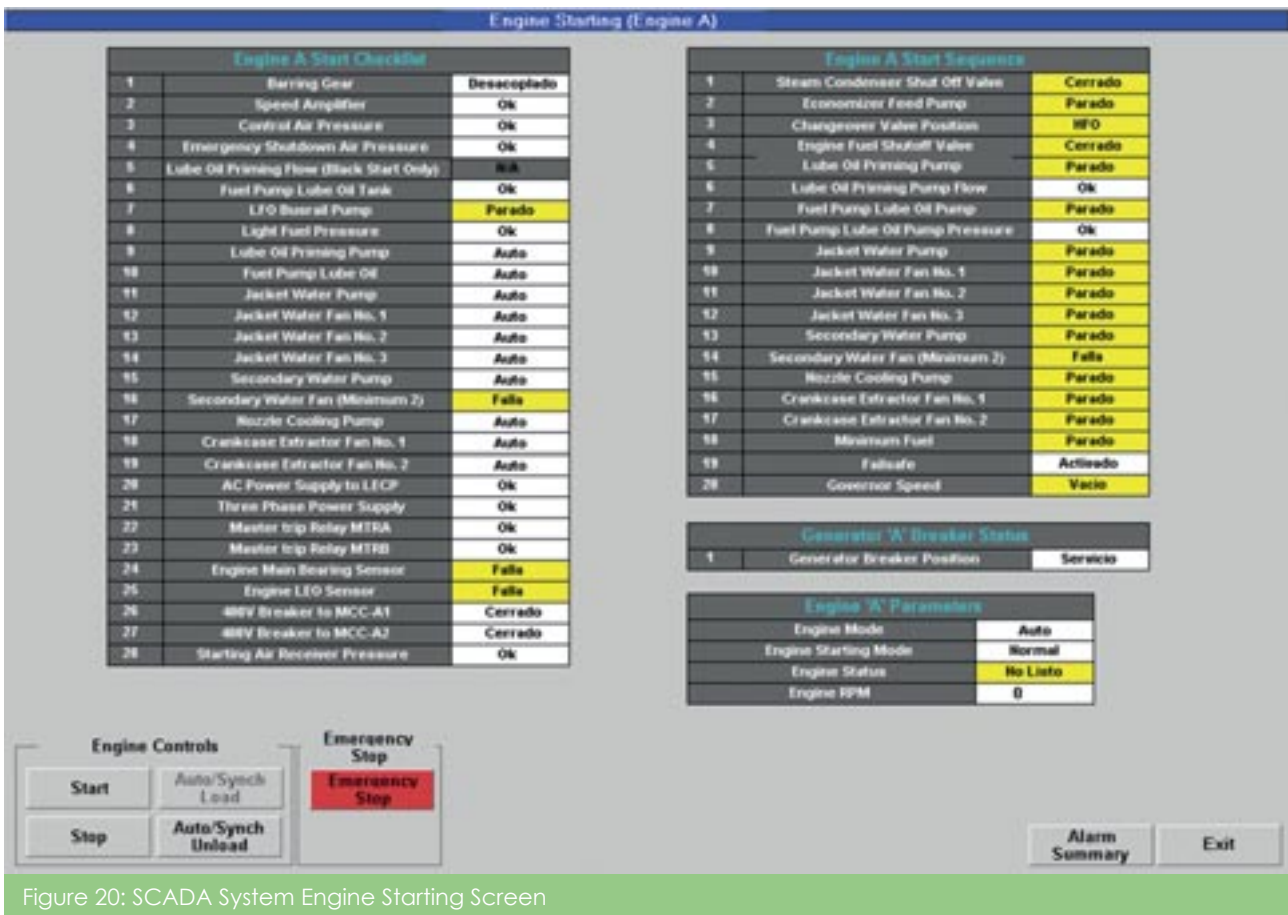 Engine Starting (Engine A)
Engine A Start Checklist
1 Barring Gear Desacoplado
2 Speed Amplifier Ok
3 Control Air Pressure Ok
4 Emergency Shutdown Air Pressure Ok
5 Lube Oil Priming Flow (Black Start Only) N/A
6 Fuel Pump Lube Oil Tank Ok
7 LFO Busrail Pump Parado
8 Light Fuel Pressure Ok
9 Lube Oil Priming Pump Auto
10 Fuel Pump Lube Oil Auto
11 Jacket Water Pump Auto
12 Jacket Water Fan No. 1 Auto
13 Jacket Water Fan No. 2 Auto
14 Jacket Water Fan No. 3 Auto
15 Secondary Water Pump Auto
16 Secondary Water Fan (Minimum 2) Falla
17 Nozzle Cooling Pump Auto
18 Crankcase Extractor Fan No. 1 Auto
19 Crankcase Extractor Fan No. 2 Auto
20 AC Power Supply to LECP Ok
21 Three Phase Power Supply Ok
22 Master trip Relay MTRA Ok
23 Master trip Relay MTRB Ok
24 Engine Main Bearing Sensor Falla
25 Engine LEO Sensor Falla
26 480V Breaker to MCC-A1 Cerrado
27 480V Breaker to MCC-A2 Cerrado
28 Starting Air Receiver Pressure Ok
Engine A Start Sequence
1 Steam Condenser Shut Off Valve Cerrado
2 Economizer Feed Pump Parado
3 Changeover Valve Position HFO
4 Engine Fuel Shutoff Valve Cerrado
5 Lube Oil Priming Pump Parado
6 Lube Oil Priming Pump Flow Ok
7 Fuel Pump Lube Oil Pump Parado
8 Fuel Pump Lube Oil Pump Pressure Ok
9 Jacket Water Pump Parado
10 Jacket Water Fan No. 1 Parado
11 Jacket Water Fan No. 2 Parado
12 Jacket Water Fan No. 3 Parado
13 Secondary Water Pump Parado
14 Secondary Water Fan (Minimum 2) Falla
15 Nozzle Cooling Pump Parado
16 Crankcase Extractor Fan No. 1 Parado
17 Crankcase Extractor Fan No. 2 Parado
18 Minimum Fuel Parado
19 Failsafe Activado
20 Governor Speed Vacio
Generator 'A' Breaker Status
1 Generator Breaker Position Servicio
Engine 'A' Parameters
Engine Mode Auto
Engine Starting Mode Normal
Engine Status No Listo
Engine RPM 0
Engine Controls
Start
Auto/Synch
Load
Stop
Auto/Synch
Unload
Emergency
Stop
Emergency
Stop
Alarm
Summary
Exit
Figure 20: SCADA System Engine Starting Screen